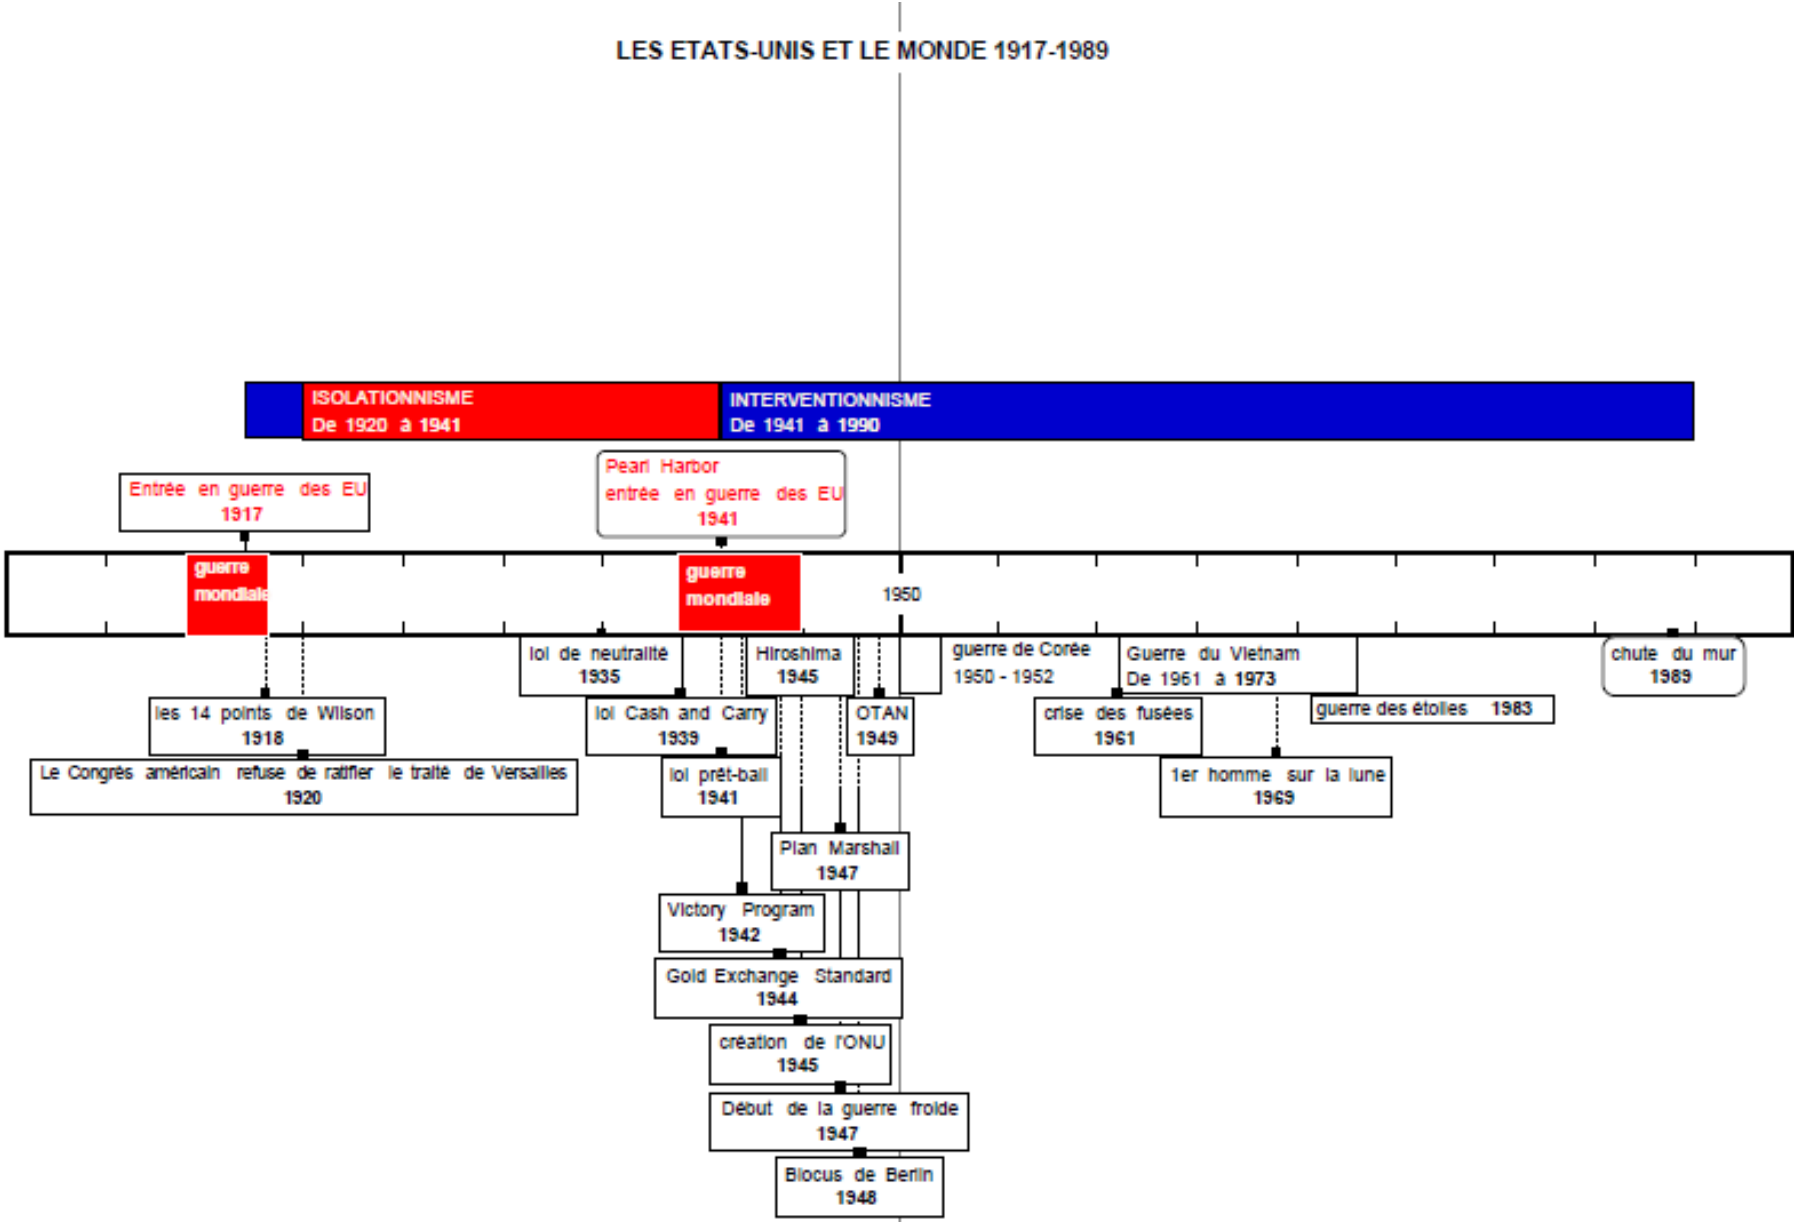 LES ETATS-UNIS ET LE MONDE 1917-1989
ISOLATIONNISME
De 1920 à 1941
INTERVENTIONNISME
De 1941 à 1990
Entrée en guerre des EU
1917
Pearl Harbor
entrée en guerre des EU
1941
guerre
mondiale
guerre
mondiale
1950
loi de neutralité
1935
Hiroshima
1945
guerre de Corée
1950 - 1952
Guerre du Vietnam
De 1961 à 1973
chute du mur
1989
les 14 points de Wilson
1918
loi Cash and Carry
1939
OTAN
1949
crise des fusées
1961
guerre des étoiles 1983
Le Congrès américain refuse de ratifier le traité de Versailles
1920
loi prêt-bail
1941
1er homme sur la lune
1969
Plan Marshall
1947
Victory Program
1942
Gold Exchange Standard
1944
création de l'ONU
1945
Début de la guerre froide
1947
Blocus de Berlin
1948